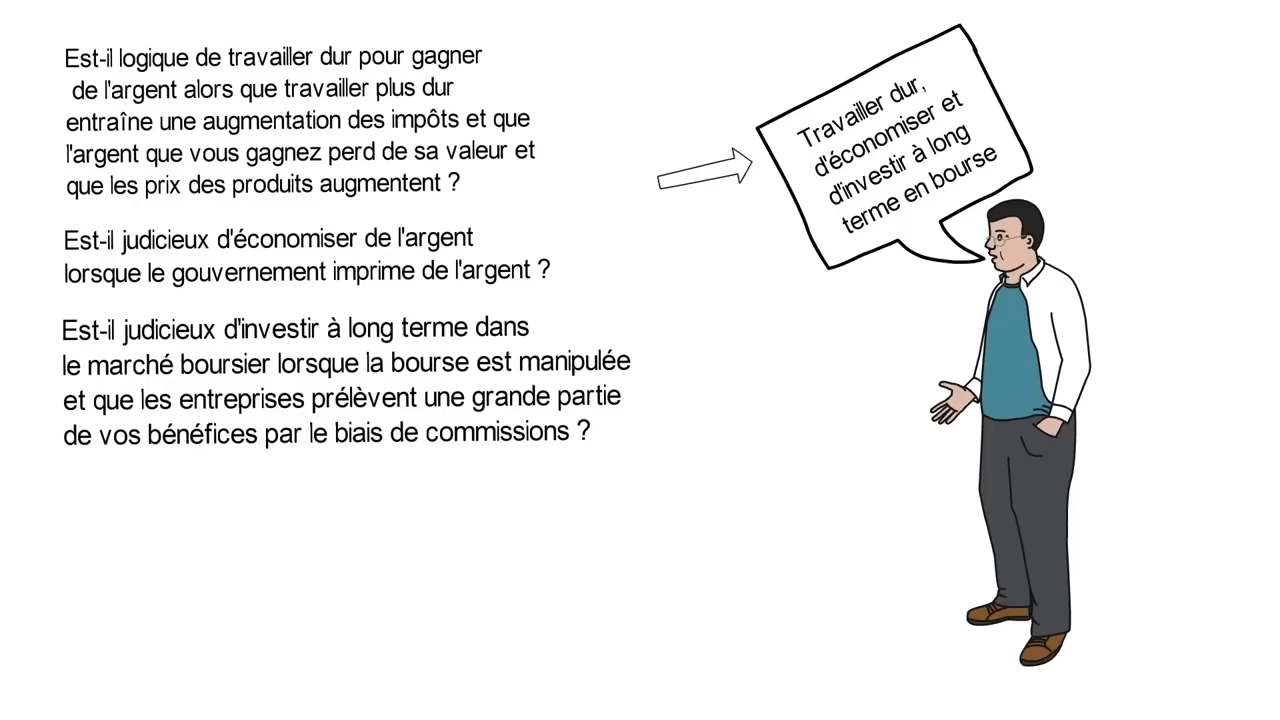 Est-il logique de travailler dur pour gagner
de l'argent alors que travailler plus dur
entraîne une augmentation des impôts et que
l'argent que vous gagnez perd de sa valeur et
que les prix des produits augmentent ?
Est-il judicieux d'économiser de l'argent
lorsque le gouvernement imprime de l'argent ?
Est-il judicieux d'investir à long terme dans
le marché boursier lorsque la bourse est manipulée
et que les entreprises prélèvent une grande partie
de vos bénéfices par le biais de commissions ?
Travailler dur,
d'économiser et
d'investir à long
terme en bourse